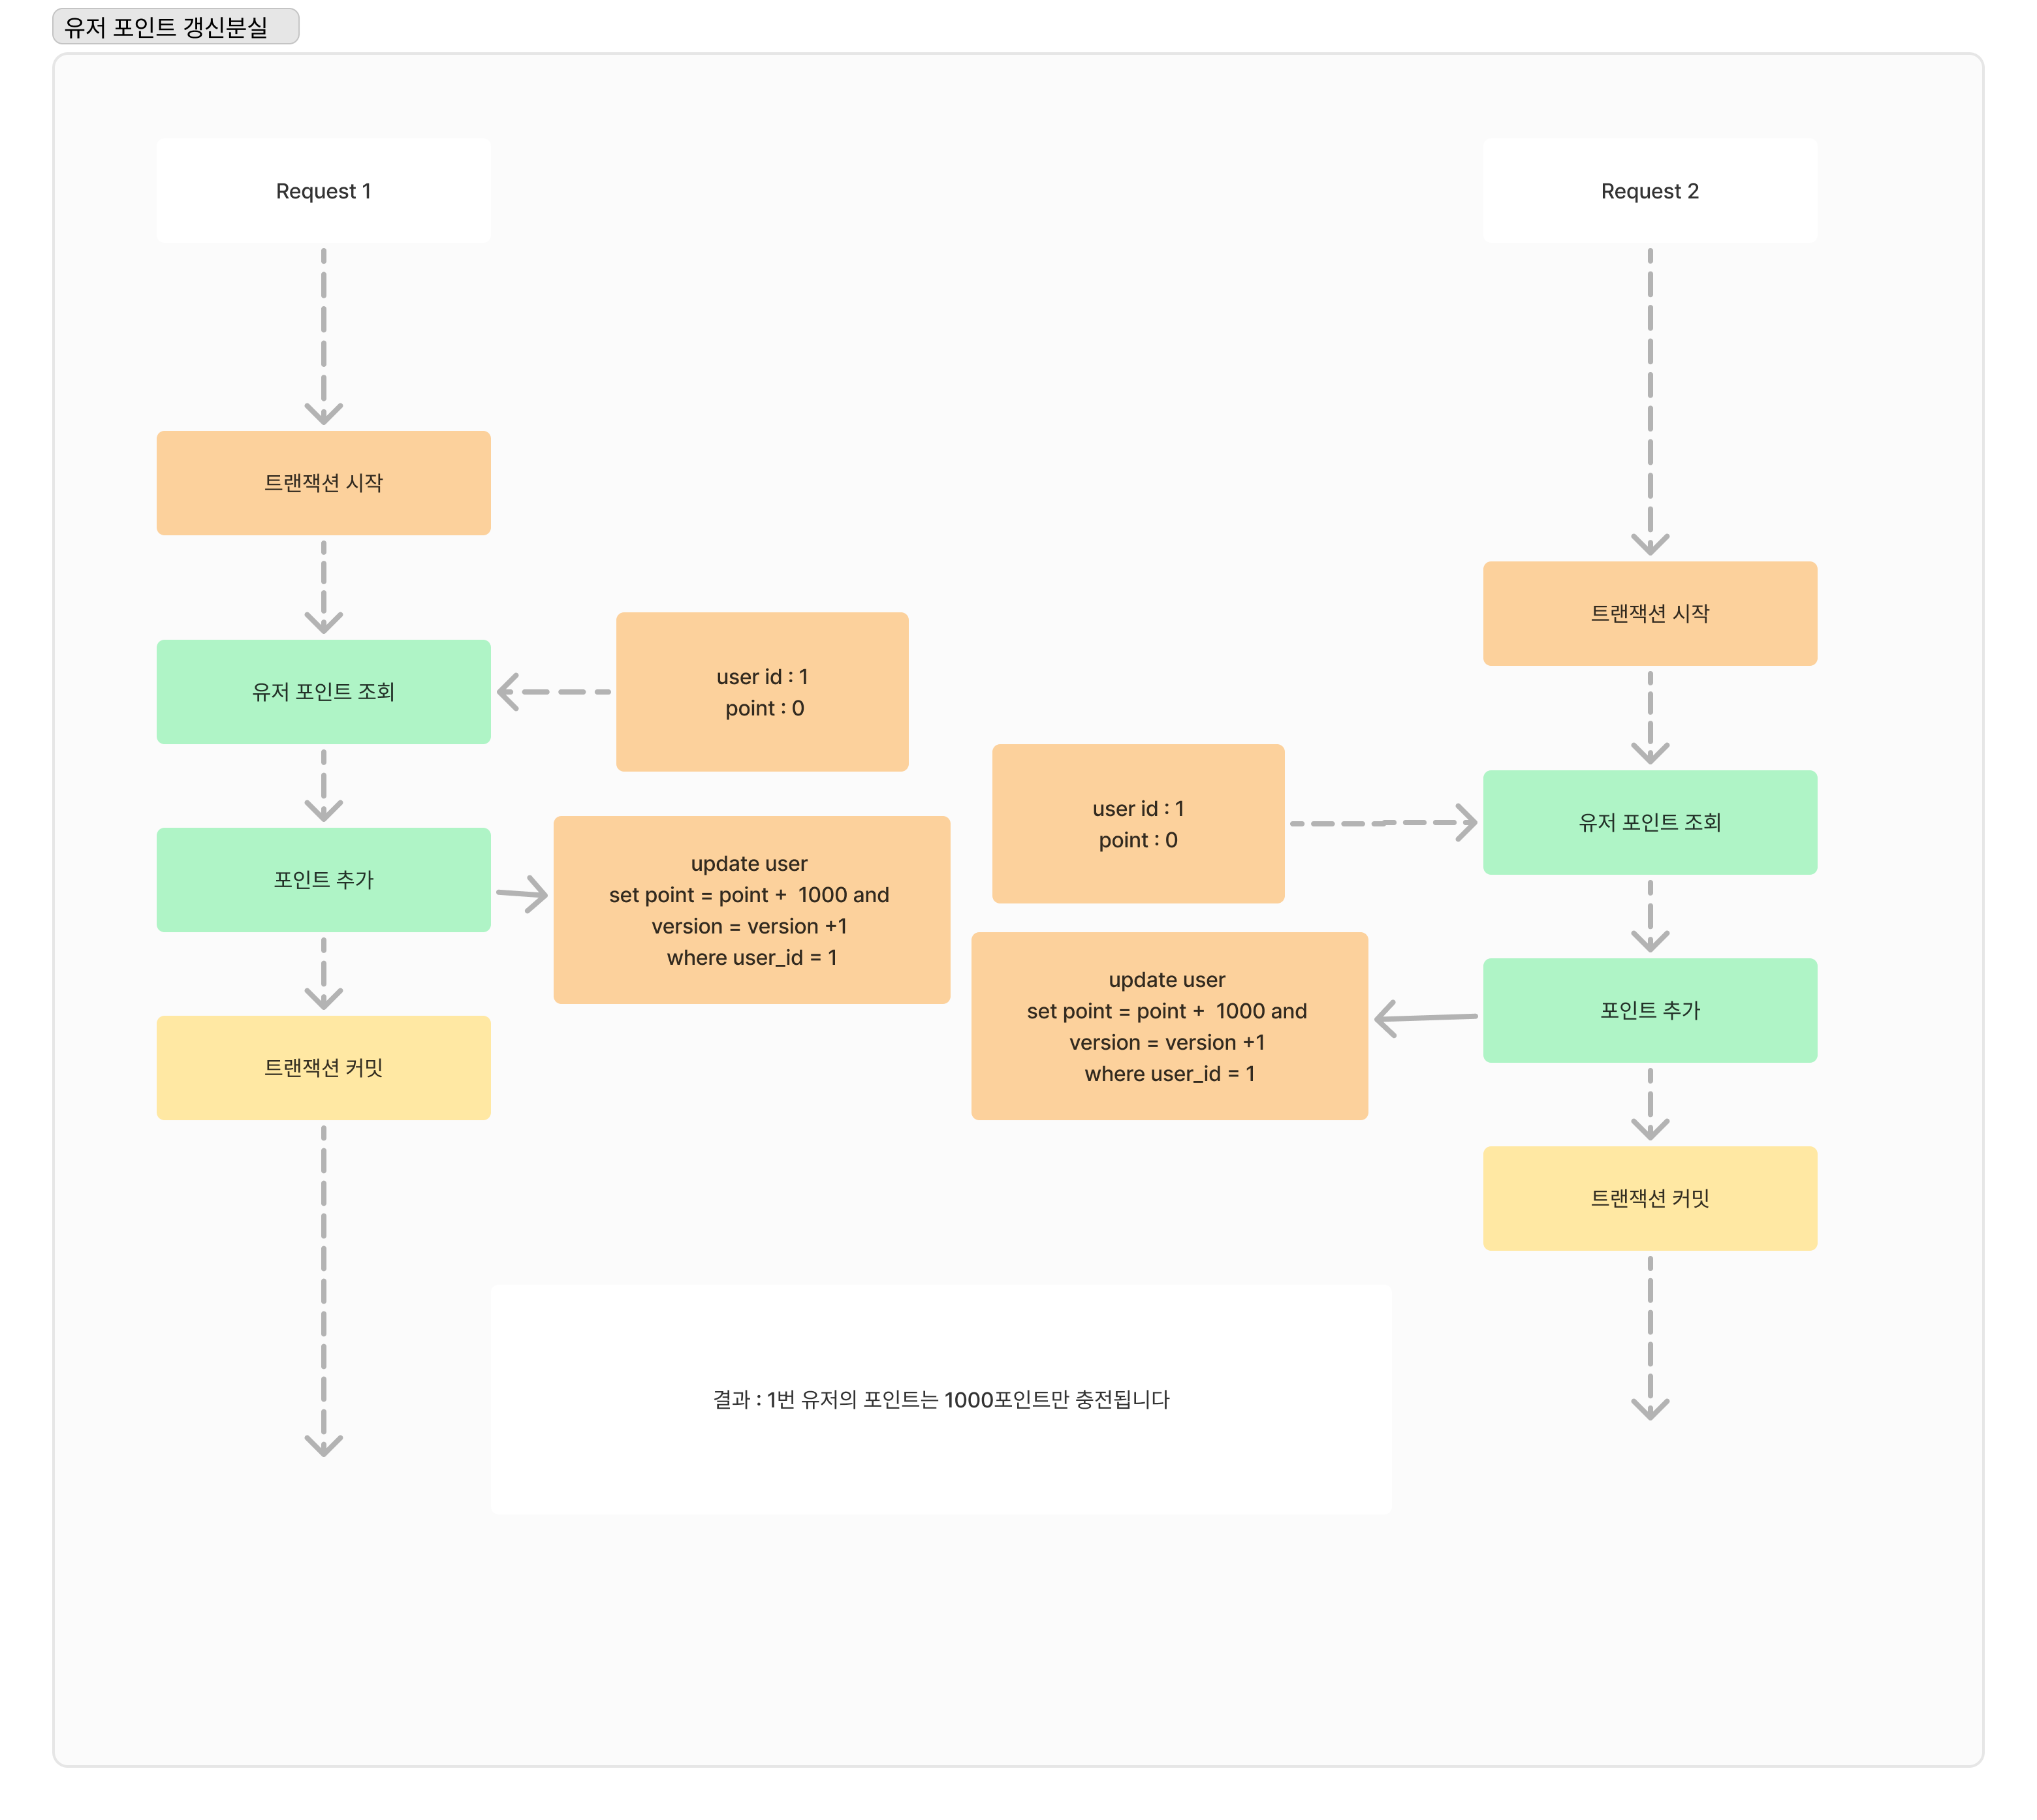 유저 포인트 갱신분실
Request 1
Request 2
트랜잭션 시작
트랜잭션 시작
유저 포인트 조회
user id : 1
point : 0
user id : 1
point : 0
유저 포인트 조회
포인트 추가
update user
set point = point +  1000 and
version = version +1
where user_id = 1
update user
set point = point +  1000 and
version = version +1
where user_id = 1
포인트 추가
트랜잭션 커밋
트랜잭션 커밋
결과 : 1번 유저의 포인트는 1000포인트만 충전됩니다